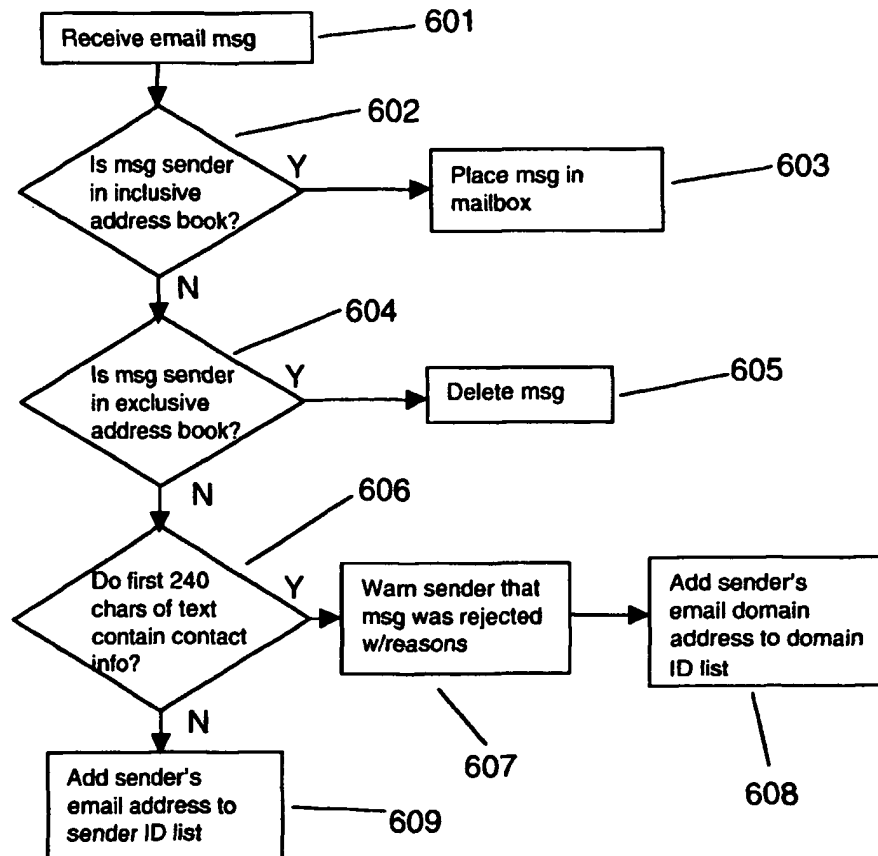 Receive email msg
601
602
Is msg sender
in inclusive
address book?
Y
Place msg in
mailbox
603
N
604
Is msg sender
in exclusive
address book?
Y
Delete msg
605
N
606
Do first 240
chars of text
contain contact
info?
Y
Warn sender that
msg was rejected
w/reasons
Add sender's
email domain
address to domain
ID list
N
607
608
Add sender's
email address to
sender ID list
609